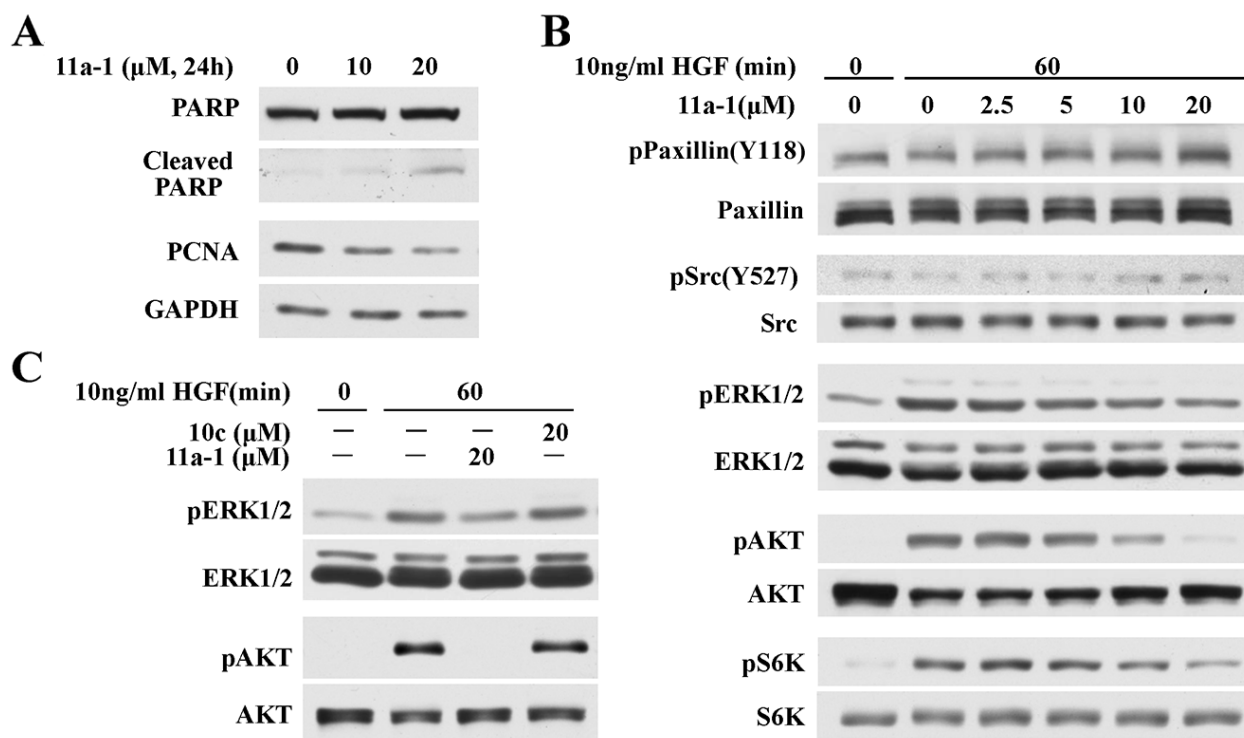 A
11a-1 (μM, 24h) 0 10 20
PARP
Cleaved
PARP
PCNA
GAPDH
B
10ng/ml HGF (min) 0 60
11a-1(μM) 0 0 2.5 5 10 20
pPaxillin(Y118)
Paxillin
pSrc(Y527)
Src
pERK1/2
ERK1/2
pAKT
AKT
pS6K
S6K
C
10ng/ml HGF(min) 0 60
10c (μM) — — — 20
11a-1 (μM) — — 20 —
pERK1/2
ERK1/2
pAKT
AKT